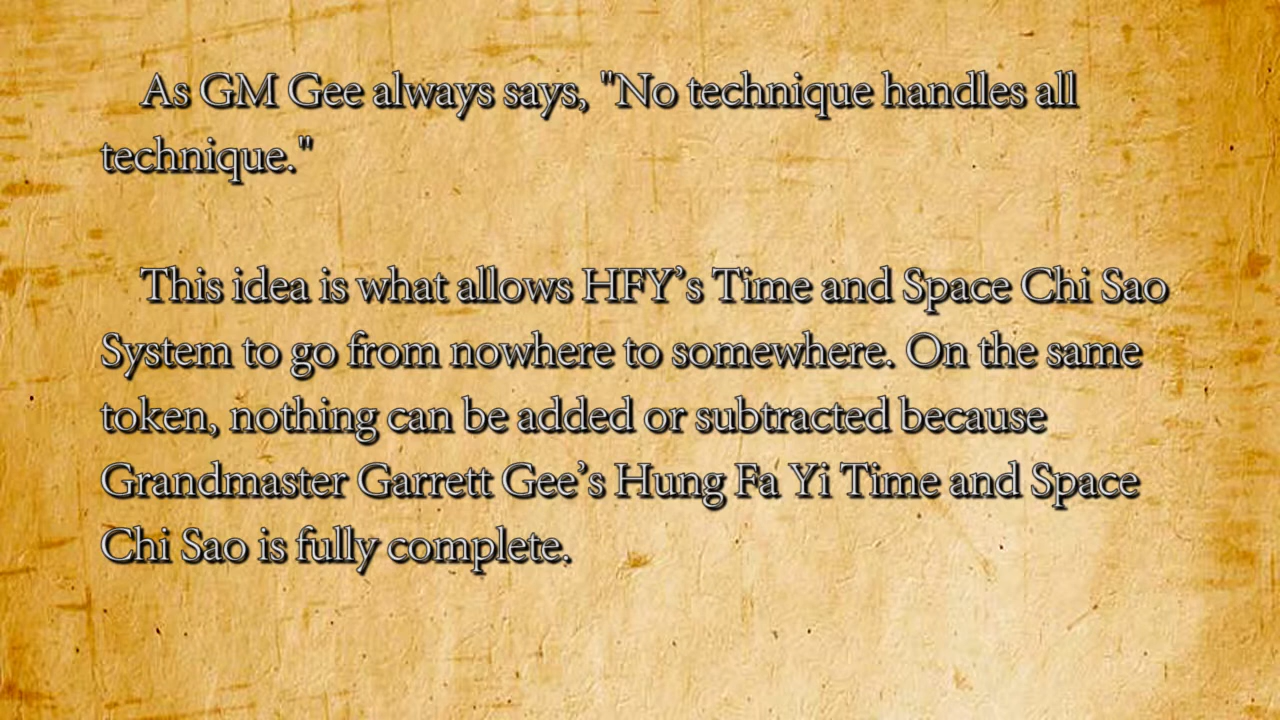 As GM Gee always says, "No technique handles all
technique."
This idea is what allows HFY’s Time and Space Chi Sao
System to go from nowhere to somewhere. On the same
token, nothing can be added or subtracted because
Grandmaster Garrett Gee’s Hung Fa Yi Time and Space
Chi Sao is fully complete.